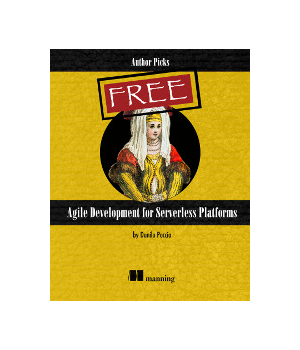 Author Picks
FREE
Agile Development for Serverless Platforms
by Danilo Poccia
manning